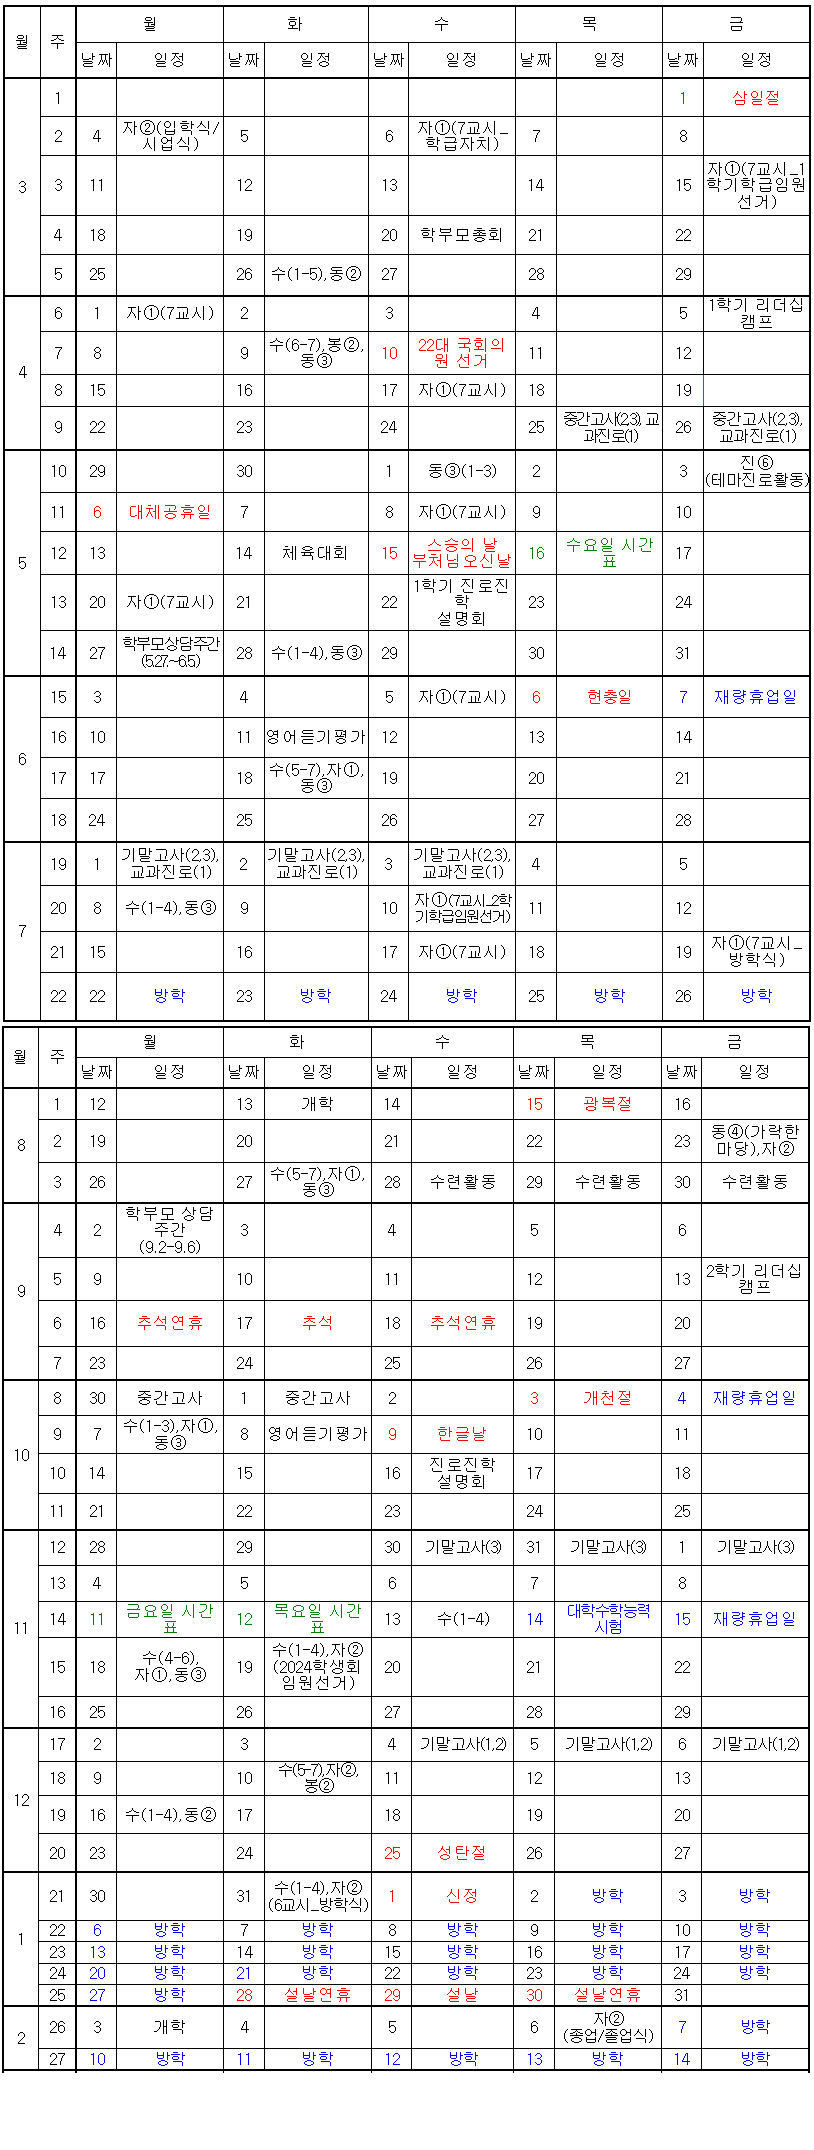 월 주 월 화 수 목 금
날짜 일정 날짜 일정 날짜 일정 날짜 일정 날짜 일정
3
1 1 삼일절
2 4 자②(입학식/
시업식) 5 6 자①(7교시_
학급자치) 7 8
3 11 12 13 14 15 자①(7교시_1
학기학급임원
선거)
4 18 19 20 학부모총회 21 22
5 25 26 수(1-5),동② 27 28 29
4
6 1 자①(7교시) 2 3 4 5 1학기 리더십
캠프
7 8 9 수(6-7),봉②,
동③ 10 22대 국회의
원 선거 11 12
8 15 16 17 자①(7교시) 18 19
9 22 23 24 25 중간고사(2,3), 교
과진로(1) 26 중간고사(2,3),
교과진로(1)
5
10 29 30 1 동③(1-3) 2 3 진⑥
(테마진로활동)
11 6 대체공휴일 7 8 자①(7교시) 9 10
12 13 14 체육대회 15 스승의 날
부처님오신날 16 수요일 시간
표 17
13 20 자①(7교시) 21 22 1학기 진로진
학
설명회 23 24
14 27 학부모상담주간
(5.27.~6.5) 28 수(1-4),동③ 29 30 31
6
15 3 4 5 자①(7교시) 6 현충일 7 재량휴업일
16 10 11 영어듣기평가 12 13 14
17 17 18 수(5-7),자①,
동③ 19 20 21
18 24 25 26 27 28
7
19 1 기말고사(2,3),
교과진로(1) 2 기말고사(2,3),
교과진로(1) 3 기말고사(2,3),
교과진로(1) 4 5
20 8 수(1-4),동③ 9 10 자①(7교시_2학
기학급임원선거) 11 12
21 15 16 17 자①(7교시) 18 19 자①(7교시_
방학식)
22 22 방학 23 방학 24 방학 25 방학 26 방학
월 주 월 화 수 목 금
날짜 일정 날짜 일정 날짜 일정 날짜 일정 날짜 일정
8
1 12 13 개학 14 15 광복절 16
2 19 20 21 22 23 동④(가락한
마당),자②
3 26 27 수(5-7),자①,
동③ 28 수련활동 29 수련활동 30 수련활동
9
4 2 학부모 상담
주간
(9.2-9.6) 3 4 5 6
5 9 10 11 12 13 2학기 리더십
캠프
6 16 추석연휴 17 추석 18 추석연휴 19 20
7 23 24 25 26 27
10
8 30 중간고사 1 중간고사 2 3 개천절 4 재량휴업일
9 7 수(1-3),자①,
동③ 8 영어듣기평가 9 한글날 10 11
10 14 15 16 진로진학
설명회 17 18
11 21 22 23 24 25
11
12 28 29 30 기말고사(3) 31 기말고사(3) 1 기말고사(3)
13 4 5 6 7 8
14 11 금요일 시간
표 12 목요일 시간
표 13 수(1-4) 14 대학수학능력
시험 15 재량휴업일
15 18 수(4-6),
자①,동③ 19 수(1-4),자②
(2024학생회
임원선거) 20 21 22
16 25 26 27 28 29
12
17 2 3 4 기말고사(1,2) 5 기말고사(1,2) 6 기말고사(1,2)
18 9 10 수(5-7),자②,
봉② 11 12 13
19 16 수(1-4),동② 17 18 19 20
20 23 24 25 성탄절 26 27
1
21 30 31 수(1-4),자②
(6교시_방학식) 1 신정 2 방학 3 방학
22 6 방학 7 방학 8 방학 9 방학 10 방학
23 13 방학 14 방학 15 방학 16 방학 17 방학
24 20 방학 21 방학 22 방학 23 방학 24 방학
25 27 방학 28 설날연휴 29 설날 30 설날연휴 31
2
26 3 개학 4 5 6 자②
(종업/졸업식) 7 방학
27 10 방학 11 방학 12 방학 13 방학 14 방학